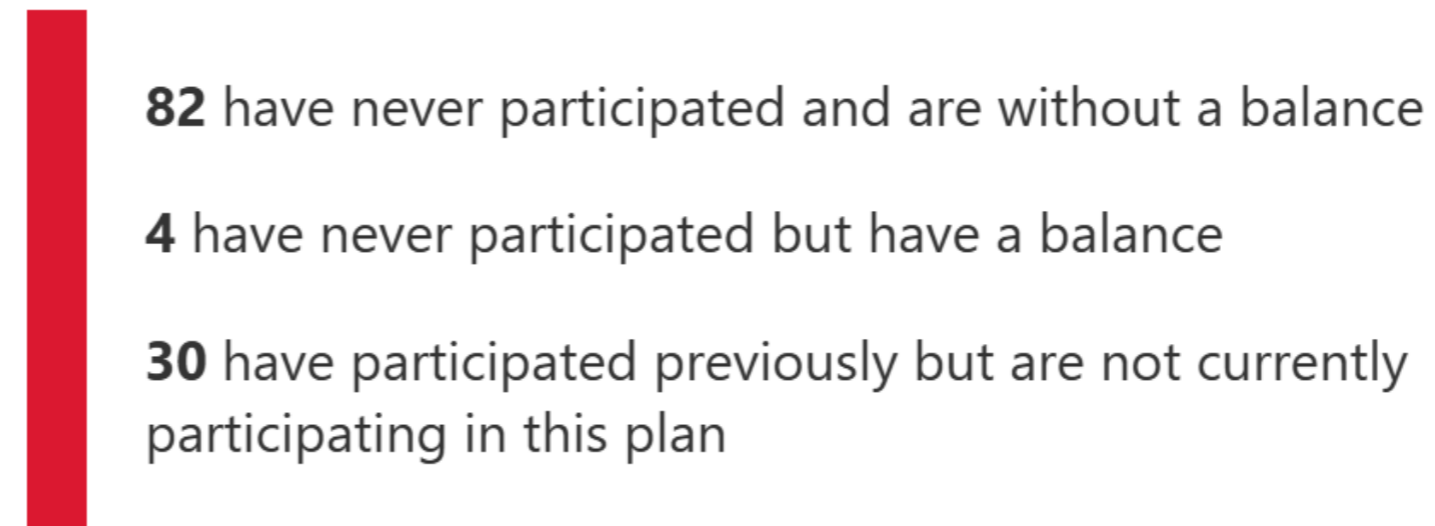 82 have never participated and are without a balance
4 have never participated but have a balance
30 have participated previously but are not currently
participating in this plan